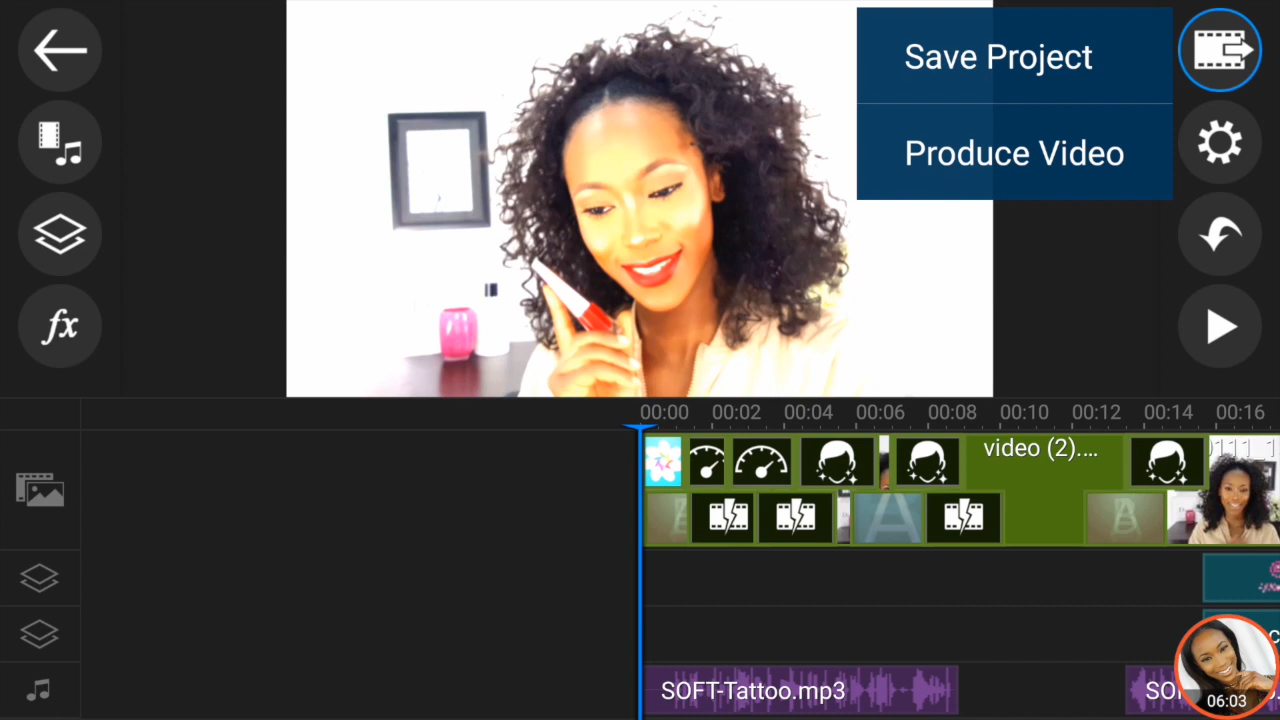 Save Project
Produce Video
fx
00:00 00:02 00:04 00:06 00:08 00:10 00:12 00:14 00:16
video (2)....
A
B
SOFT-Tattoo.mp3
06:03